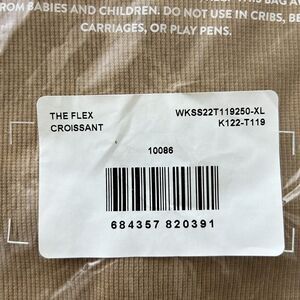 FROM BABIES AND CHILDREN. DO NOT USE IN CRIBS,
CARRIAGES, OR PLAY PENS.
THE FLEX WKSS22T119250-XL
CROISSANT K122-T119
10086
684357 820391